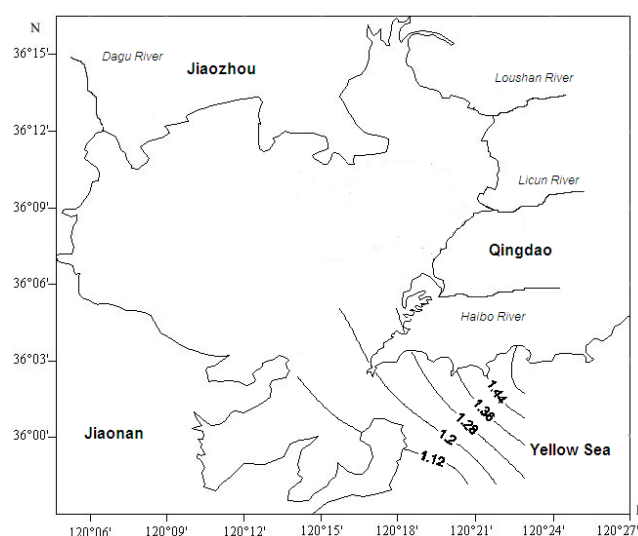 N
36°15'
Dagu River
Jiaozhou
Loushan River
36°12'
Licun River
36°09'
Qingdao
36°06'
Haibo River
36°03'
1.44
1.36
1.28
Jiaonan
36°00'
1.2
Yellow Sea
1.12
120°06' 120°09' 120°12' 120°15' 120°18' 120°21' 120°24' 120°27'